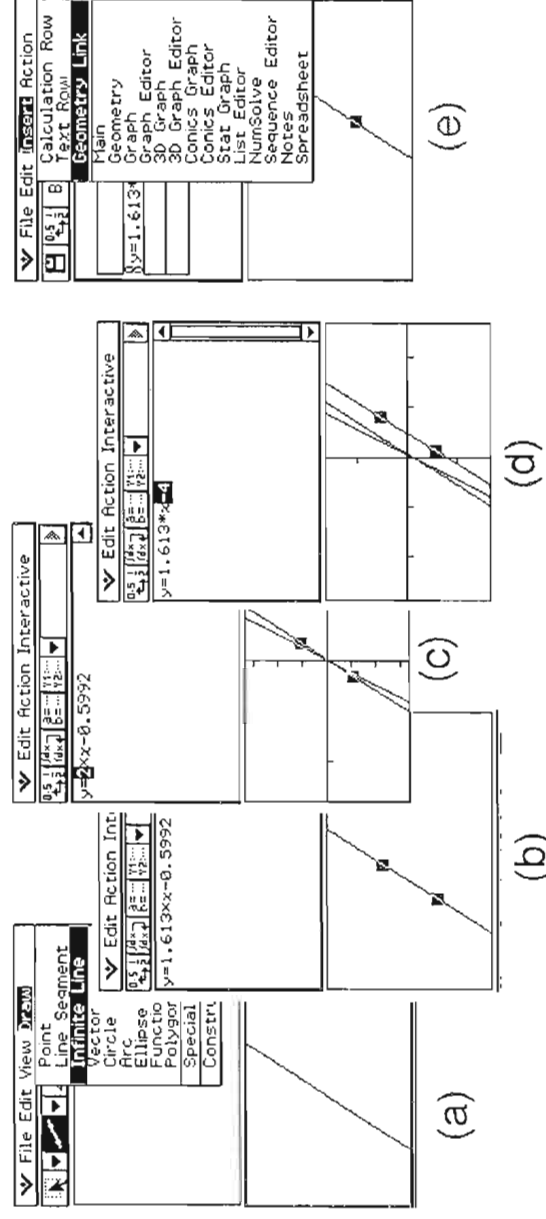 File Edit View Draw
Point
Line Segment
Infinite Line
Vector
Circle
Arc
Ellipse
Functio
Polygor
Special
Constru
(a)
Edit Action Int
y=1.613×x-0.5992
(b)
Edit Action Interactive
y=2×x-0.5992
(c)
Edit Action Interactive
y=1.613*x-4
(d)
File Edit Insert Action
B
Calculation Row
Text Row
Geometry Link
Main
Geometry
Graph
Graph Editor
3D Graph
3D Graph Editor
Conics Graph
Conics Editor
Stat Graph
List Editor
NumSolve
Sequence Editor
Notes
Spreadsheet
y=1.613*
(e)